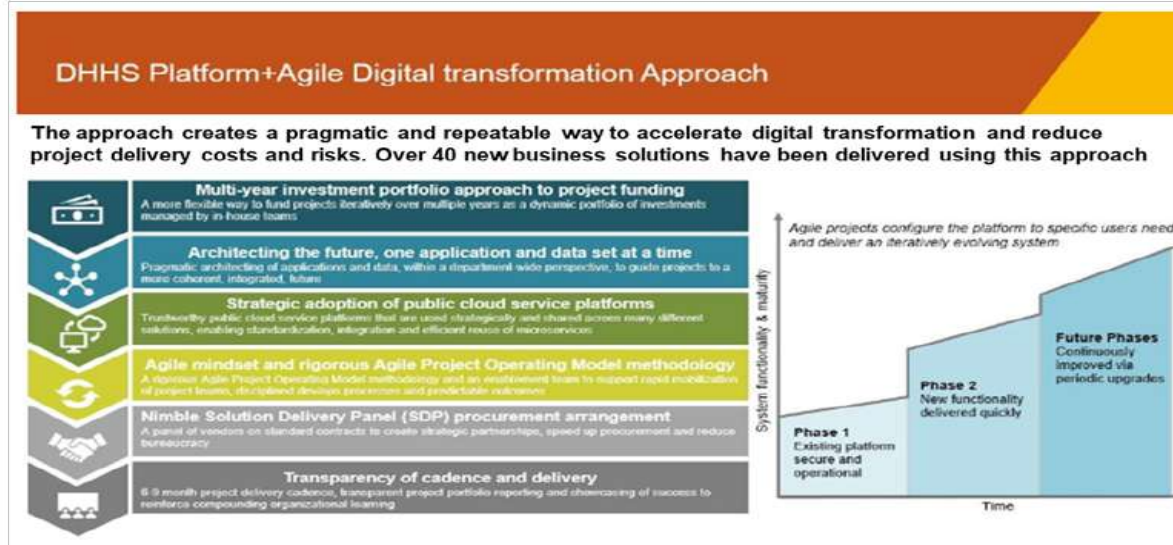 DHHS Platform+Agile Digital transformation Approach
The approach creates a pragmatic and repeatable way to accelerate digital transformation and reduce
project delivery costs and risks. Over 40 new business solutions have been delivered using this approach
Multi-year investment portfolio approach to project funding
A more flexible way to fund projects iteratively over multiple years as a dynamic portfolio of investments
managed by in-house teams
Architecting the future, one application and data set at a time
Pragmatic architecting of applications and data, within a department-wide perspective, to guide projects to a
more coherent, integrated, future
Strategic adoption of public cloud service platforms
Trustworthy public cloud service platforms that are used strategically and shared across many different
solutions, enabling standardization, integration and efficient reuse of microservices
Agile mindset and rigorous Agile Project Operating Model methodology
A rigorous Agile Project Operating Model methodology and an enablement team to support rapid mobilization
of project teams, disciplined devops processes and predictable outcomes
Nimble Solution Delivery Panel (SDP) procurement arrangement
A panel of vendors on standard contracts to create strategic partnerships, speed up procurement and reduce
bureaucracy
Transparency of cadence and delivery
6-9 month project delivery cadence, transparent project portfolio reporting and showcasing of success to
reinforce compounding organizational learning
System functionality & maturity
Agile projects configure the platform to specific users need
and deliver an iteratively evolving system
Phase 1
Existing platform
secure and
operational
Phase 2
New functionality
delivered quickly
Future Phases
Continuously
improved via
periodic upgrades
Time